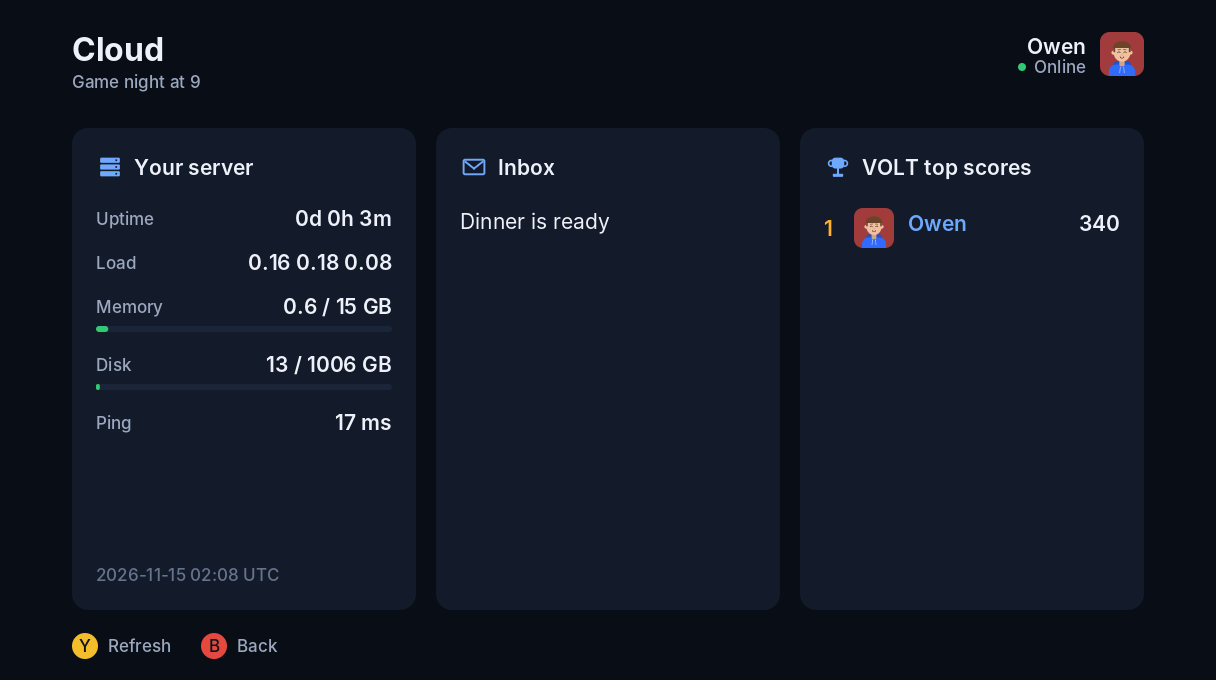 Cloud
Game night at 9
Owen
Online
Your server
Uptime 0d 0h 3m
Load 0.16 0.18 0.08
Memory 0.6 / 15 GB
Disk 13 / 1006 GB
Ping 17 ms
2026-11-15 02:08 UTC
Inbox
Dinner is ready
VOLT top scores
1 Owen 340
Y Refresh B Back